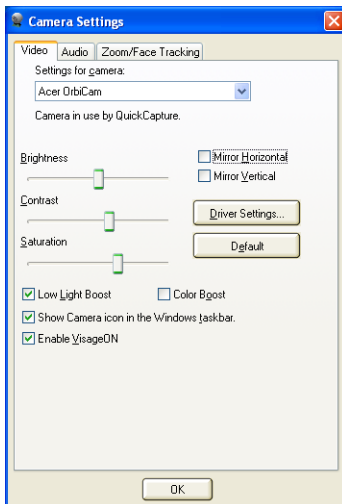 Camera Settings
Video Audio Zoom/Face Tracking
Settings for camera:
Acer OrbiCam
Camera in use by QuickCapture.
Brightness
Mirror Horizontal
Mirror Vertical
Contrast
Driver Settings...
Saturation
Default
Low Light Boost Color Boost
Show Camera icon in the Windows taskbar.
Enable VisageON
OK